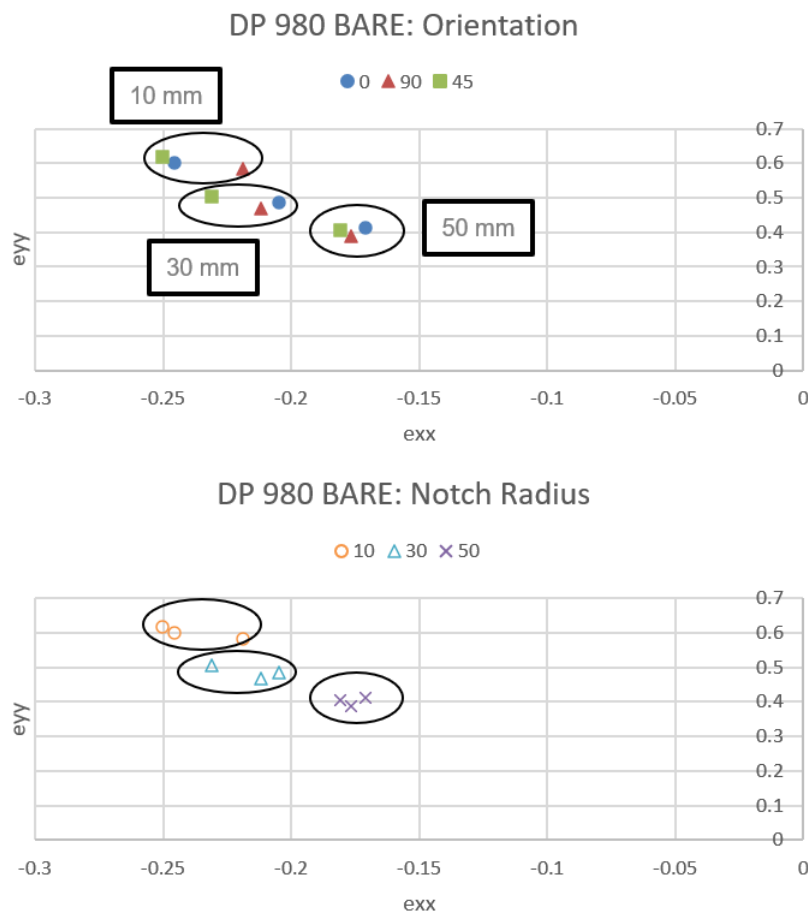 DP 980 BARE: Orientation
10 mm
0 90 45
0.7
0.6
0.5
0.4
0.3
0.2
0.1
0
eyy
30 mm
50 mm
-0.3 -0.25 -0.2 -0.15 -0.1 -0.05 0
exx
DP 980 BARE: Notch Radius
10 30 50
0.7
0.6
0.5
0.4
0.3
0.2
0.1
0
eyy
-0.3 -0.25 -0.2 -0.15 -0.1 -0.05 0
exx